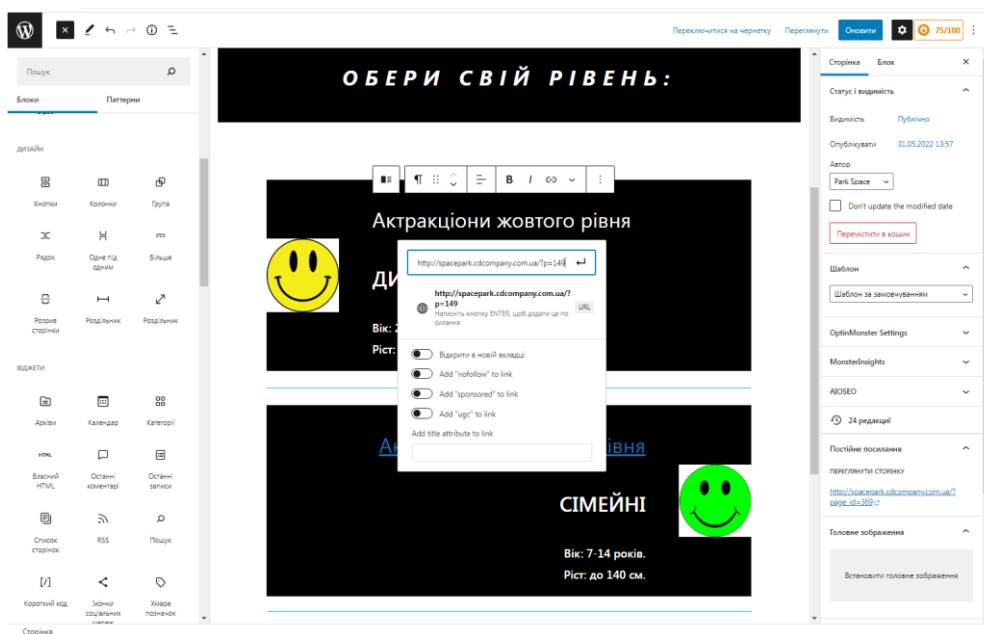 Переключитися на чернетку
Переглянути
Оновити
75/100
Пошук
Блоки
Паттерни
ДИЗАЙН
Кнопки
Колонки
Група
Рядок
Одне під одним
Більше
Розрив сторінки
Роздільник
Роздільник
ВІДЖЕТИ
Архіви
Календар
Категорії
HTML
Власний HTML
Останні коментарі
Останні записи
Список сторінок
RSS
Пошук
[/]
Короткий код
Іконки соціальних мереж
Хмара позначок
Сторінка
ОБЕРИ СВІЙ РІВЕНЬ:
B I
Актракціони жовтого рівня
ДИ
Вік: 2
Ріст:
http://spacepark.cdcompany.com.ua/?p=149
http://spacepark.cdcompany.com.ua/?
p=149
Натисніть кнопку ENTER, щоб додати це по
силання
URL
Відкрити в новій вкладці
Add "nofollow" to link
Add "sponsored" to link
Add "ugc" to link
Add title attribute to link
Ак
івня
СІМЕЙНІ
Вік: 7-14 років.
Ріст: до 140 см.
Сторінка
Блок
Статус і видимість
Видимість
Публічно
Опублікувати
31.05.2022 13:57
Автор
Park Space
Don't update the modified date
Перемістити в кошик
Шаблон
Шаблон за замовчуванням
OptinMonster Settings
MonsterInsights
AIOSEO
24 редакції
Постійне посилання
ПЕРЕГЛЯНУТИ СТОРІНКУ
http://spacepark.cdcompany.com.ua/?
page_id=369
Головне зображення
Встановити головне зображення